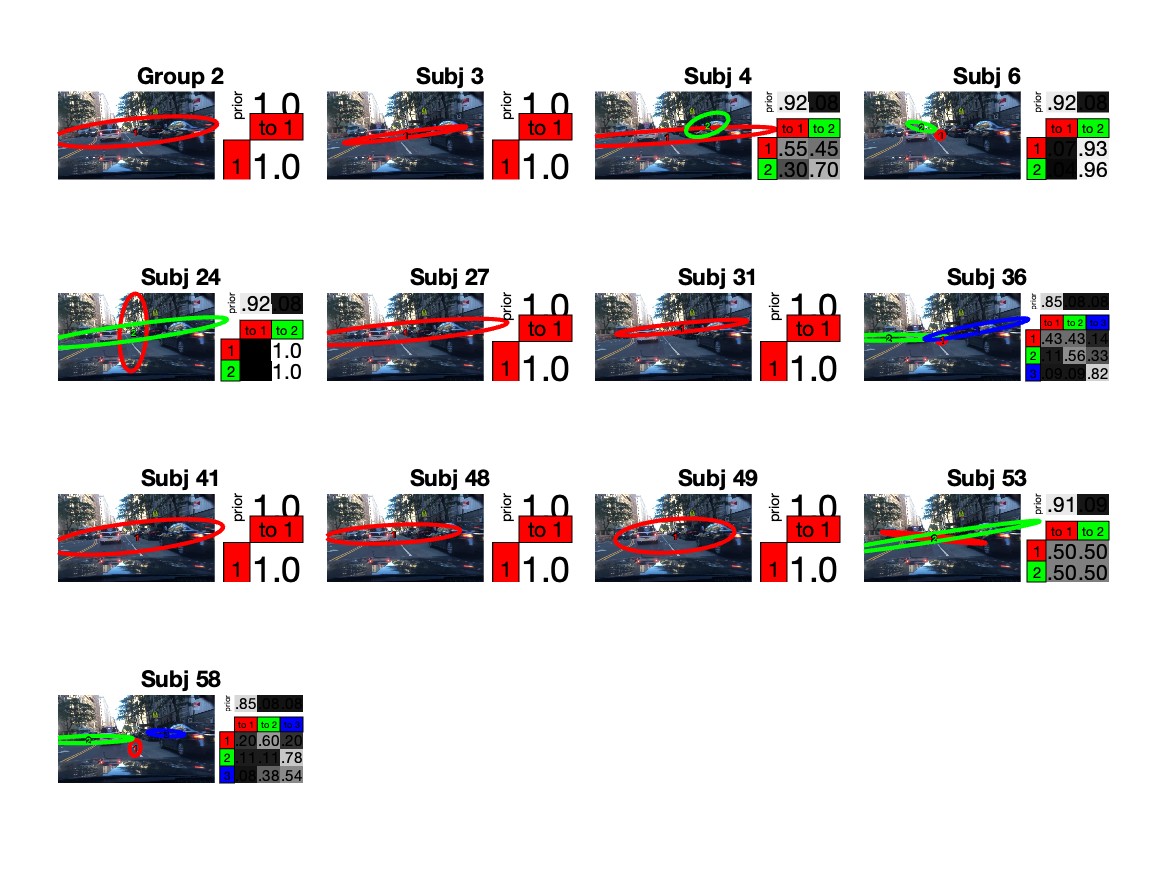 Group 2
prior 1.0
to 1
1 1.0
Subj 3
prior 1.0
to 1
1 1.0
Subj 4
prior .92 .08
to 1 to 2
1 .55 .45
2 .30 .70
Subj 6
prior .92 .08
to 1 to 2
1 .07 .93
2 .04 .96
Subj 24
prior .92 .08
to 1 to 2
1 1.0
2 1.0
Subj 27
prior 1.0
to 1
1 1.0
Subj 31
prior 1.0
to 1
1 1.0
Subj 36
prior .85 .08 .08
to 1 to 2
1 .43 .43 .14
2 .11 .56 .33
.09 .09 .82
Subj 41
prior 1.0
to 1
1 1.0
Subj 48
prior 1.0
to 1
1 1.0
Subj 49
prior 1.0
to 1
1 1.0
Subj 53
prior .91 .09
to 1 to 2
1 .50 .50
2 .50 .50
Subj 58
prior .85 .08 .08
to 1 to 2
1 .20 .60 .20
2 .11 .11 .78
.08 .38 .54